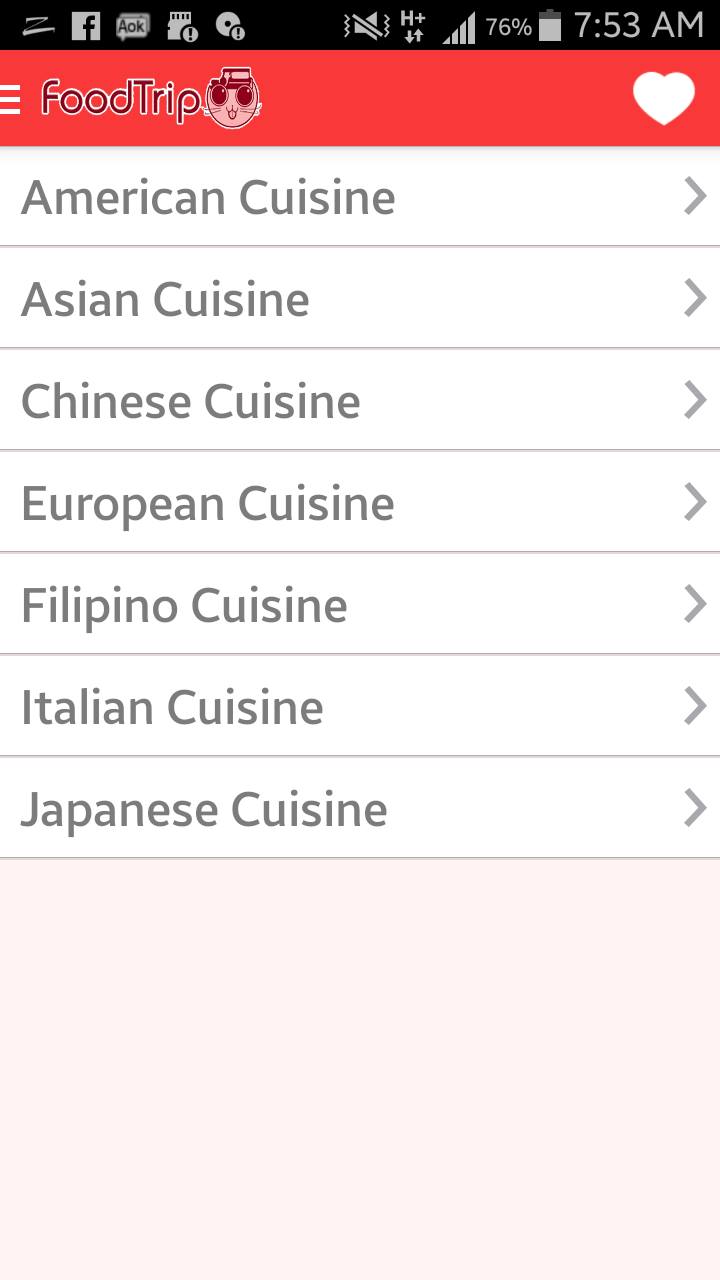 Aok H+ 76% 7:53 AM
FoodTrip
American Cuisine
Asian Cuisine
Chinese Cuisine
European Cuisine
Filipino Cuisine
Italian Cuisine
Japanese Cuisine